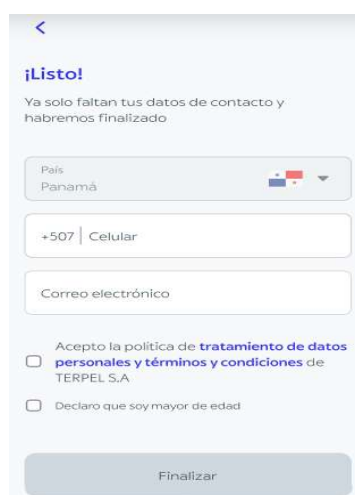 ¡Listo!
Ya solo faltan tus datos de contacto y
habremos finalizado
País
Panamá
+507 Celular
Correo electrónico
Acepto la política de tratamiento de datos
personales y términos y condiciones de
TERPEL S.A
Declaro que soy mayor de edad
Finalizar